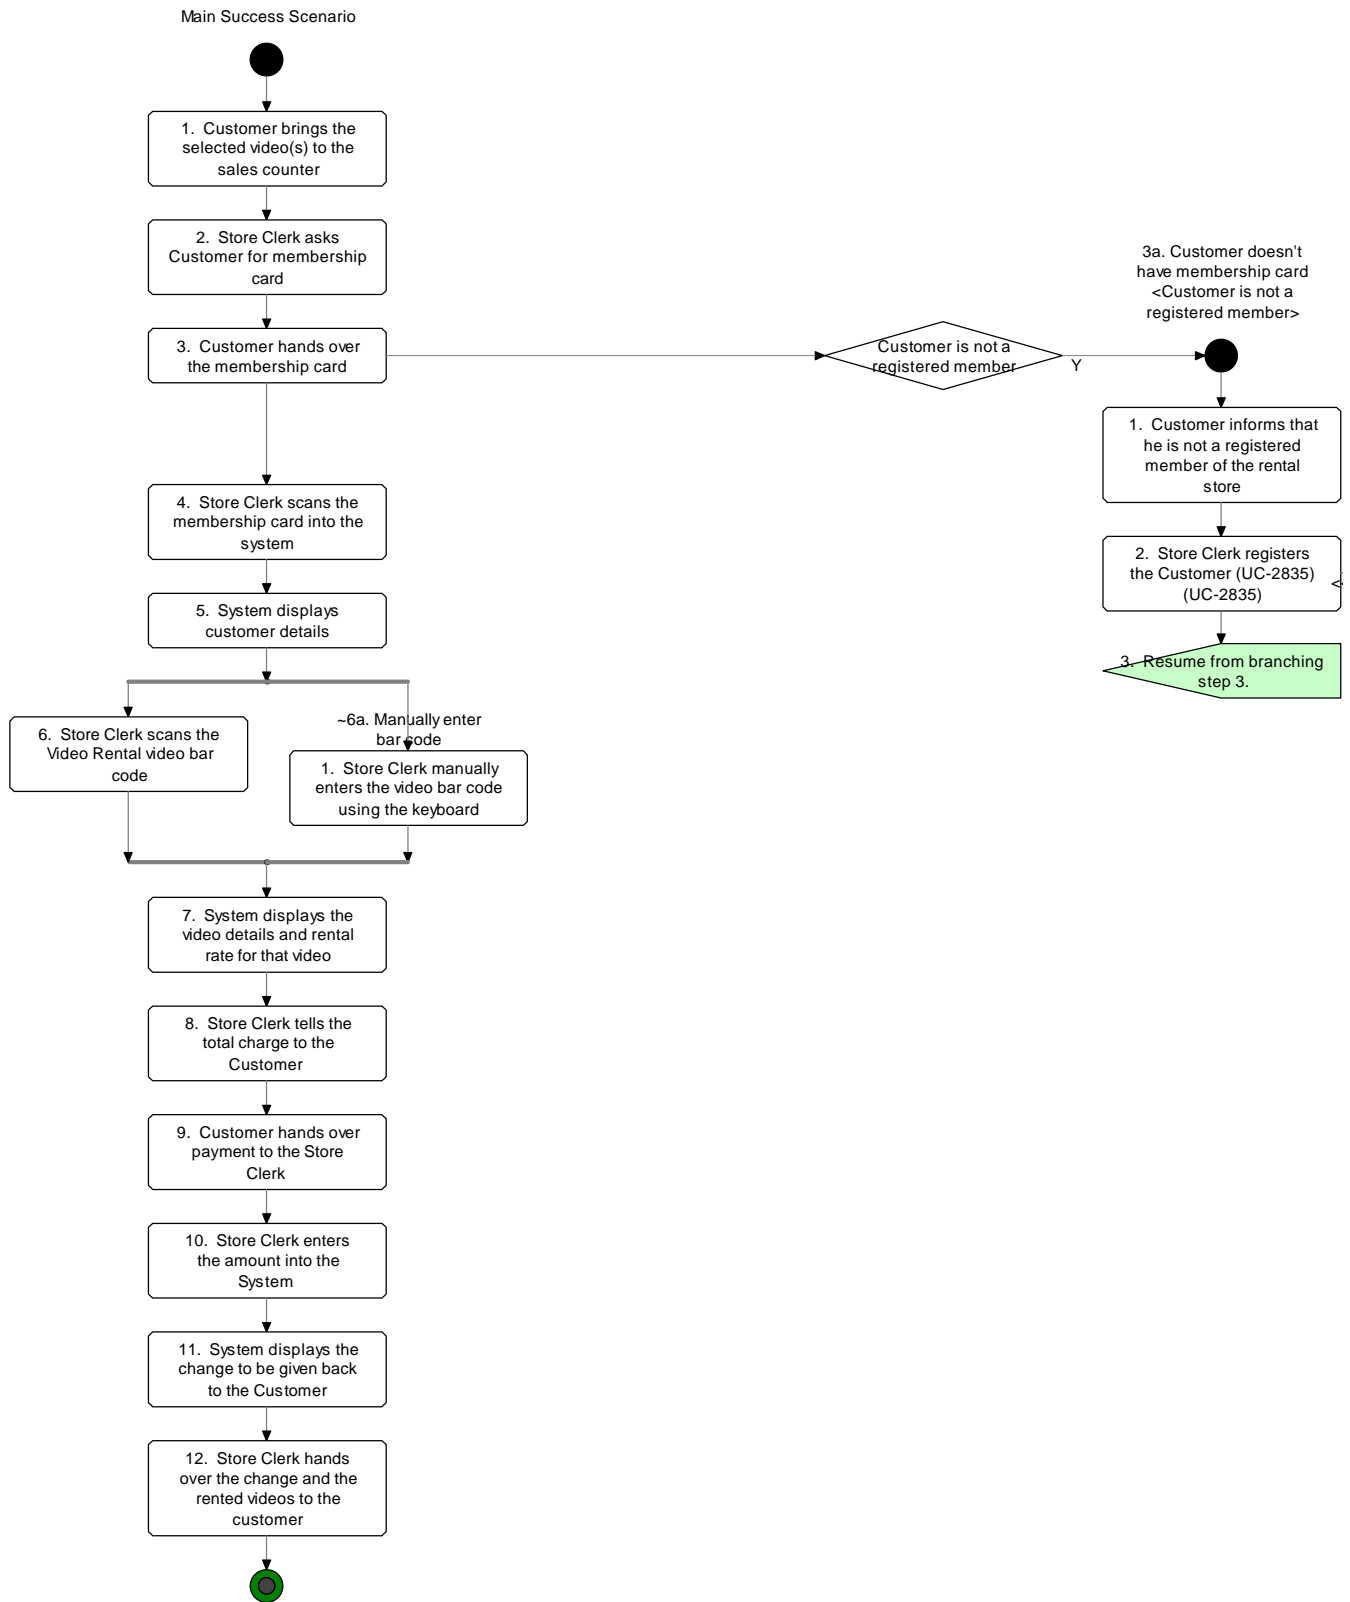 Main Success Scenario
1. Customer brings the
selected video(s) to the
sales counter
2. Store Clerk asks
Customer for membership
card
3. Customer hands over
the membership card
Customer is not a
registered member
Y
3a. Customer doesn't
have membership card
<Customer is not a
registered member>
1. Customer informs that
he is not a registered
member of the rental
store
2. Store Clerk registers
the Customer (UC-2835)
(UC-2835)
3. Resume from branching
step 3.
4. Store Clerk scans the
membership card into the
system
5. System displays
customer details
6. Store Clerk scans the
Video Rental video bar
code
~6a. Manually enter
bar code
1. Store Clerk manually
enters the video bar code
using the keyboard
7. System displays the
video details and rental
rate for that video
8. Store Clerk tells the
total charge to the
Customer
9. Customer hands over
payment to the Store
Clerk
10. Store Clerk enters
the amount into the
System
11. System displays the
change to be given back
to the Customer
12. Store Clerk hands
over the change and the
rented videos to the
customer